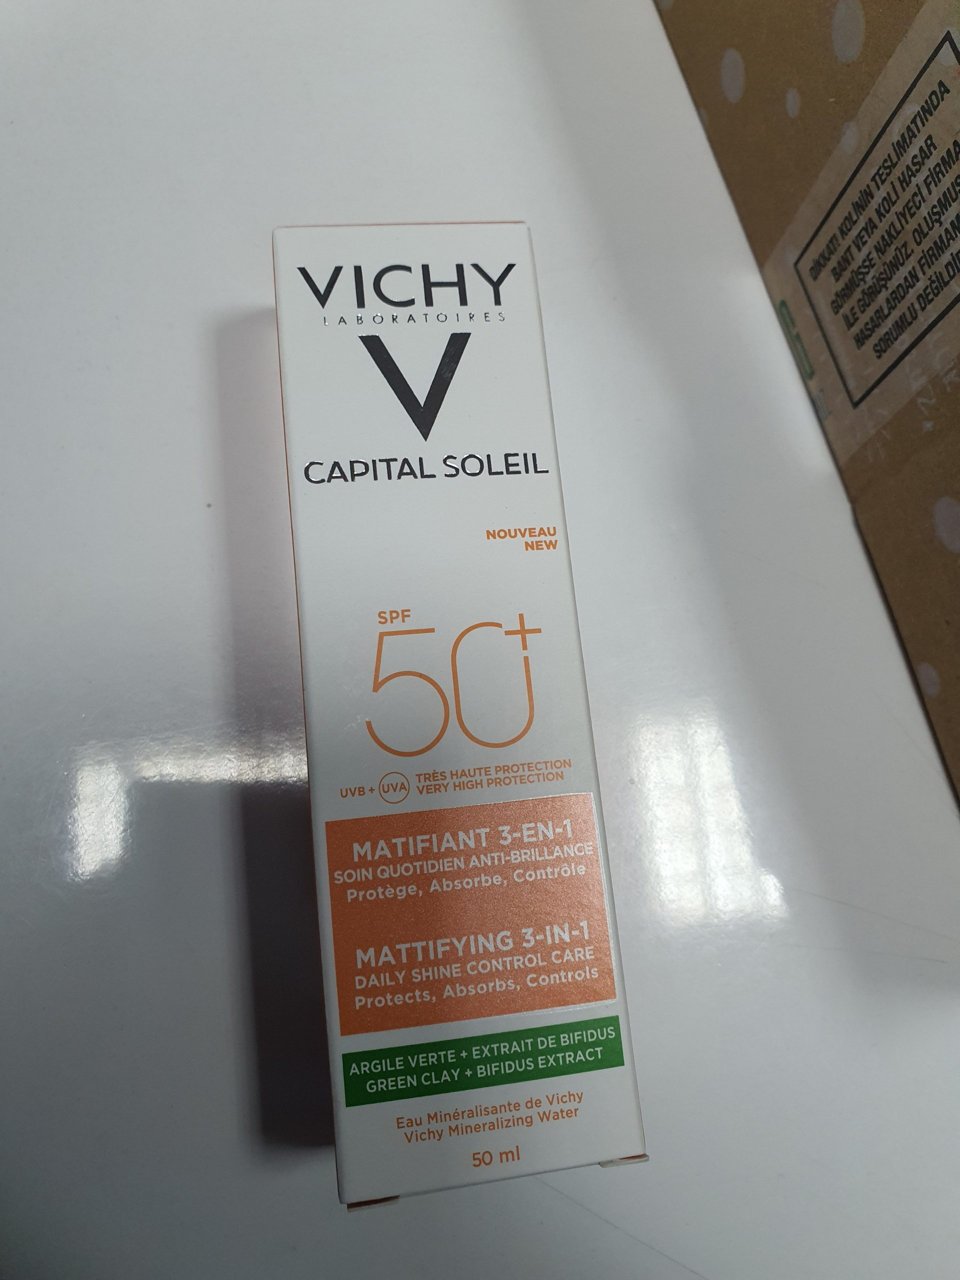 VICHY
LABORATOIRES
V
CAPITAL SOLEIL
NOUVEAU
NEW
SPF
50+
UVB + UVA TRÈS HAUTE PROTECTION
VERY HIGH PROTECTION
MATIFIANT 3-EN-1
SOIN QUOTIDIEN ANTI-BRILLANCE
Protège, Absorbe, Contrôle
MATTIFYING 3-IN-1
DAILY SHINE CONTROL CARE
Protects, Absorbs, Controls
ARGILE VERTE + EXTRAIT DE BIFIDUS
GREEN CLAY + BIFIDUS EXTRACT
Eau Minéralisante de Vichy
Vichy Mineralizing Water
50 ml
DİKKAT! KOLİNİN TESLİMATINDA
BANT VEYA KOLİ HASAR
GÖRMÜŞSE NAKLİYECİ FİRMA
İLE GÖRÜŞÜNÜZ. OLUŞMUŞ
HASARLARDAN FİRMAM
SORUMLU DEĞİLDİ